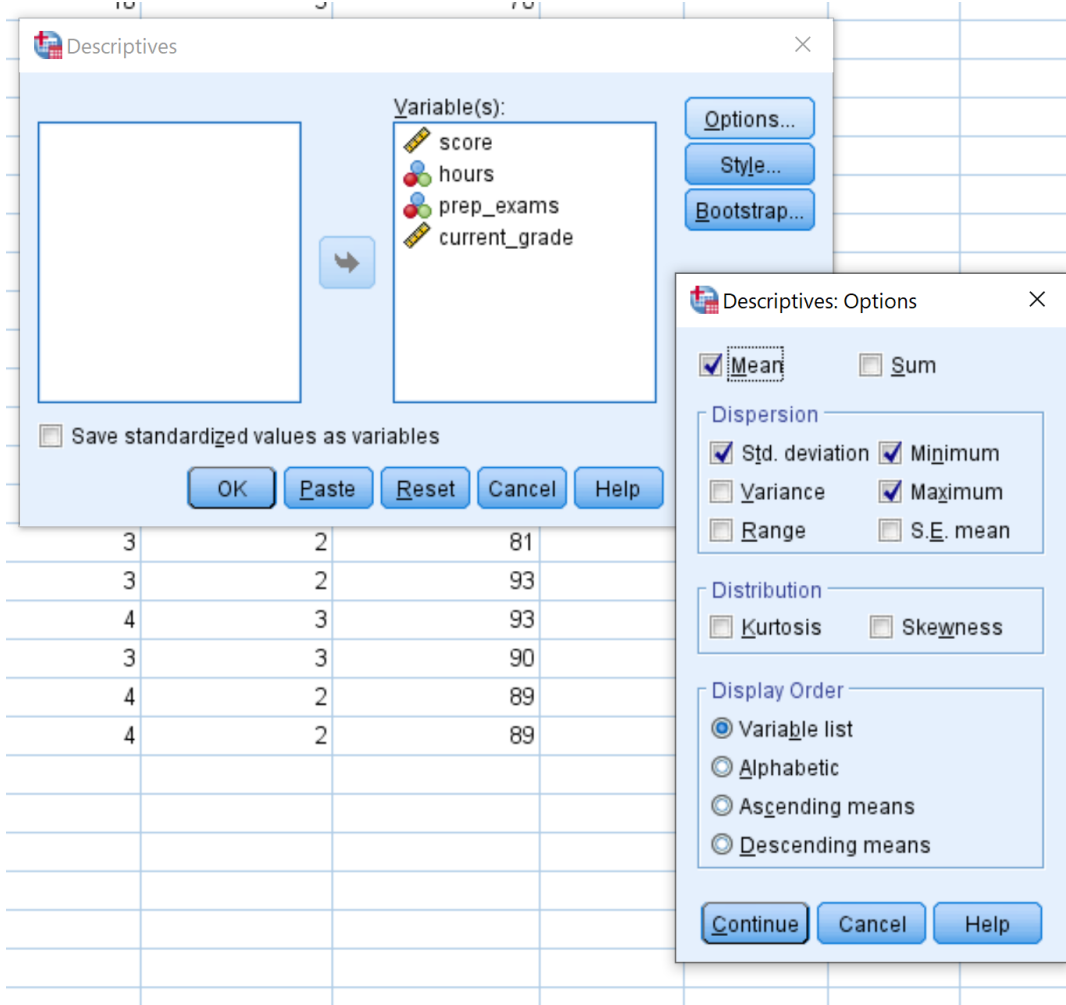 Descriptives
Variable(s):
score
hours
prep_exams
current_grade
Options...
Style...
Bootstrap...
Save standardized values as variables
OK Paste Reset Cancel Help
Descriptives: Options
Mean Sum
Dispersion
Std. deviation Minimum
Variance Maximum
Range S.E. mean
Distribution
Kurtosis Skewness
Display Order
Variable list
Alphabetic
Ascending means
Descending means
Continue Cancel Help
3 2 81
3 2 93
4 3 93
3 3 90
4 2 89
4 2 89